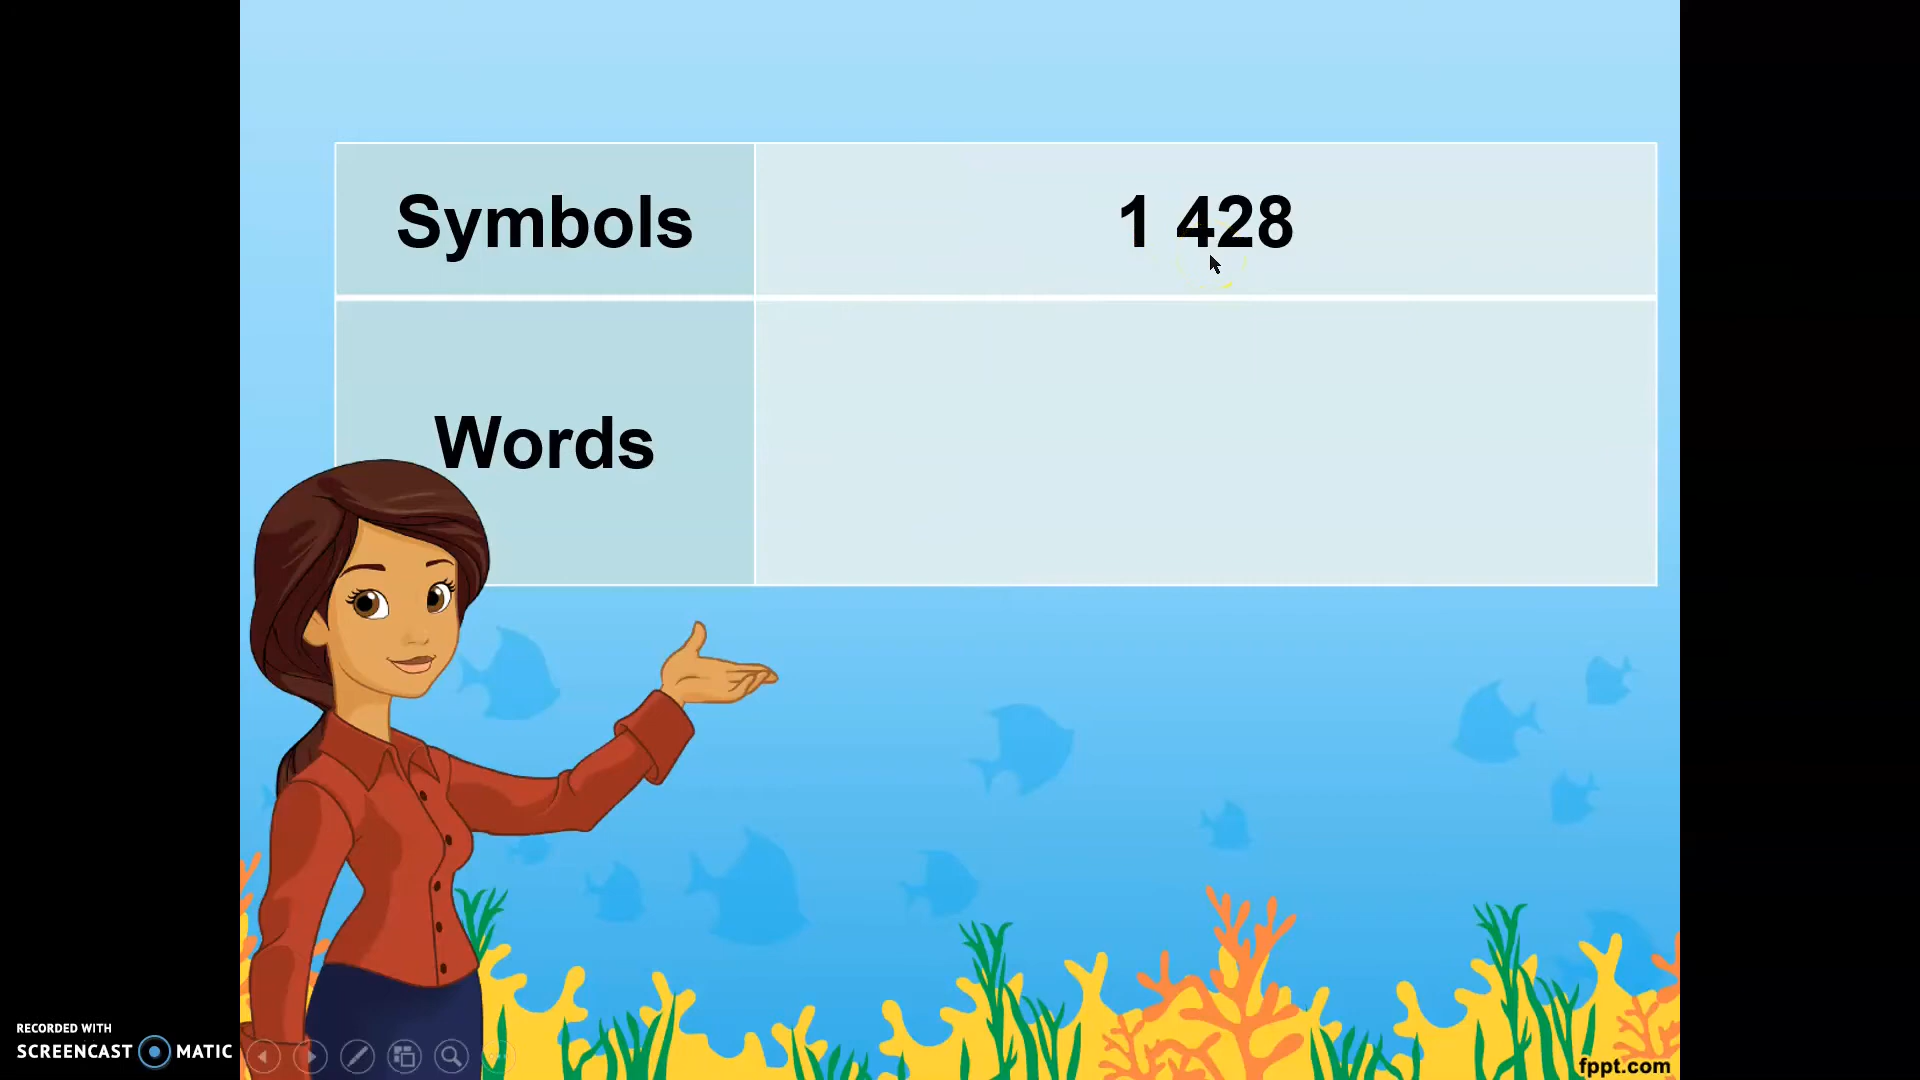 Symbols
1 428
Words
RECORDED WITH
SCREENCAST MATIC
fppt.com